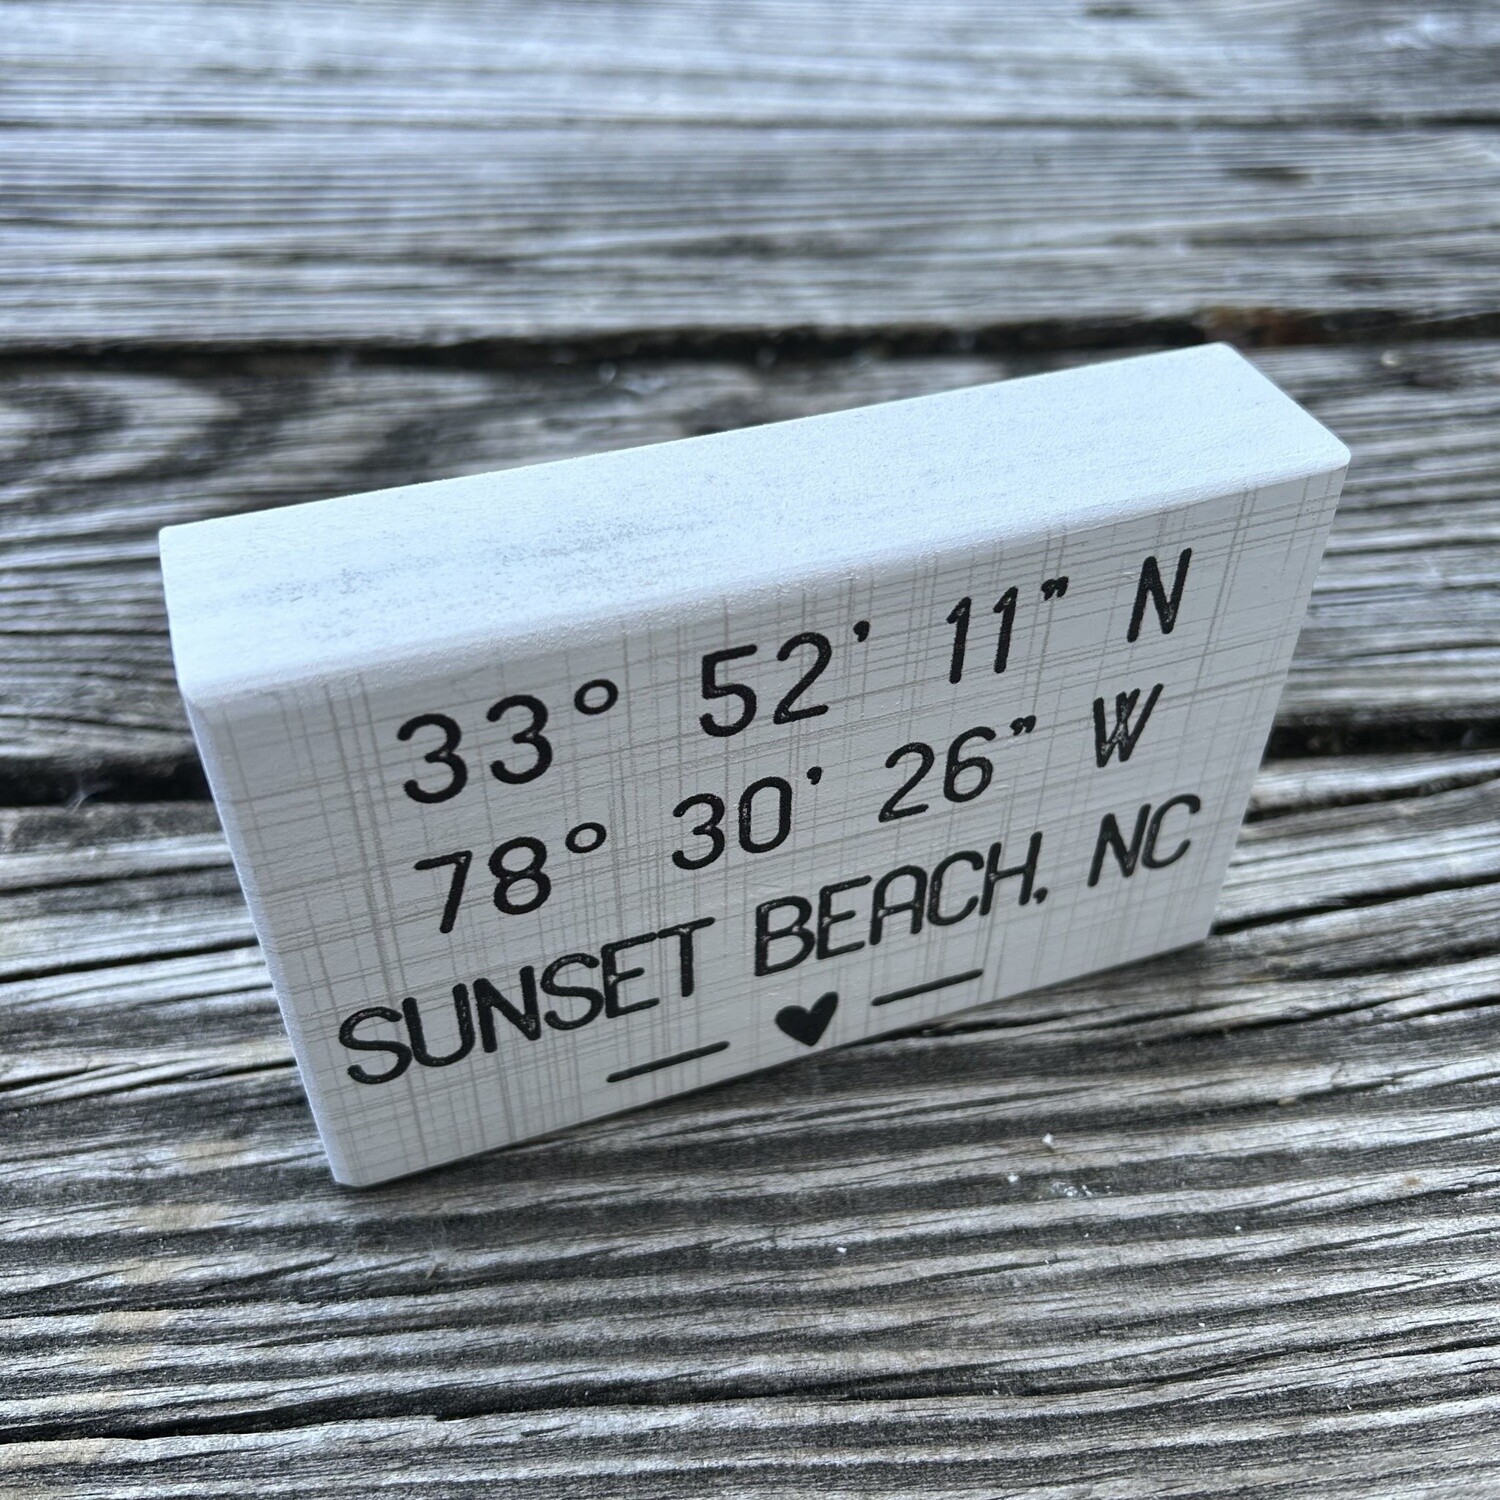 33° 52’ 11” N
78° 30’ 26” W
SUNSET BEACH, NC